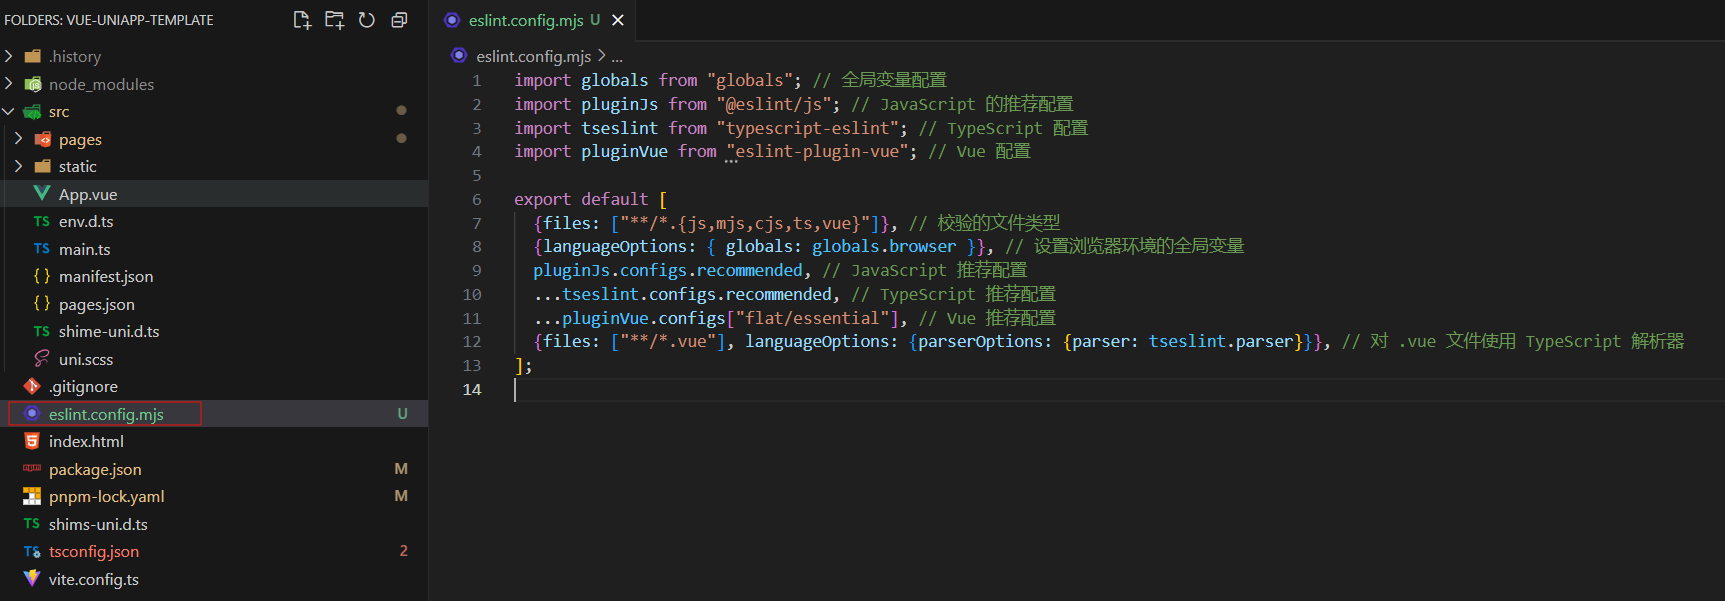 FOLDERS: VUE-UNIAPP-TEMPLATE
.history
node_modules
src
pages
static
App.vue
TS env.d.ts
TS main.ts
{ } manifest.json
{ } pages.json
TS shime-uni.d.ts
uni.scss
.gitignore
eslint.config.mjs U
index.html
package.json M
pnpm-lock.yaml M
TS shims-uni.d.ts
TS tsconfig.json 2
vite.config.ts
eslint.config.mjs U
eslint.config.mjs > ...
1 import globals from "globals"; // 全局变量配置
2 import pluginJs from "@eslint/js"; // JavaScript 的推荐配置
3 import tseslint from "typescript-eslint"; // TypeScript 配置
4 import pluginVue from "eslint-plugin-vue"; // Vue 配置
5
6 export default [
7 {files: ["**/*.{js,mjs,cjs,ts,vue}"]}, // 校验的文件类型
8 {languageOptions: { globals: globals.browser }}, // 设置浏览器环境的全局变量
9 pluginJs.configs.recommended, // JavaScript 推荐配置
10 ...tseslint.configs.recommended, // TypeScript 推荐配置
11 ...pluginVue.configs["flat/essential"], // Vue 推荐配置
12 {files: ["**/*.vue"], languageOptions: {parserOptions: {parser: tseslint.parser}}}, // 对 .vue 文件使用 TypeScript 解析器
13 ];
14